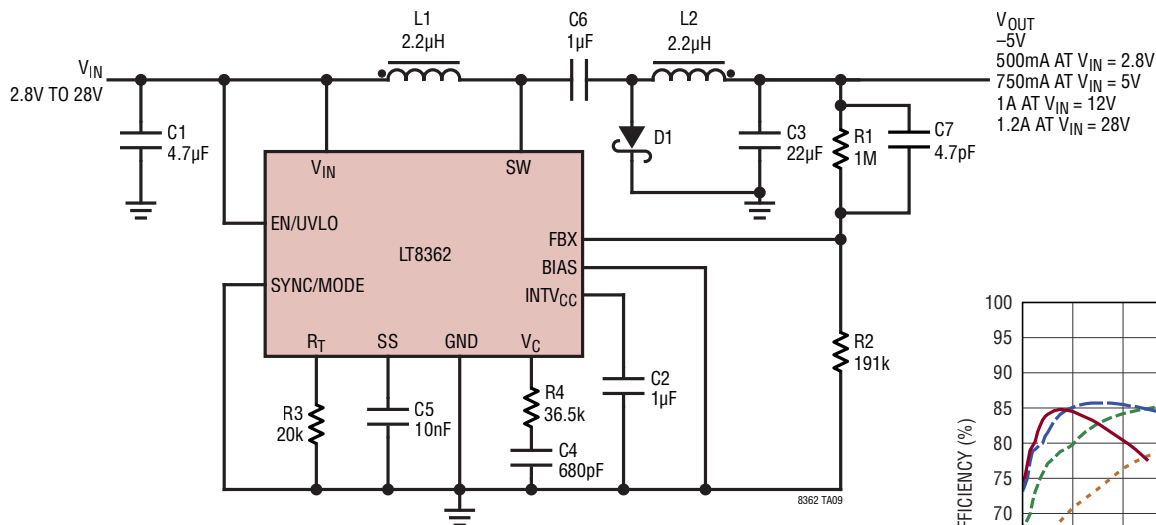 L1
2.2µH
C6
1µF
L2
2.2µH
VOUT
–5V
500mA AT VIN = 2.8V
750mA AT VIN = 5V
1A AT VIN = 12V
1.2A AT VIN = 28V
VIN
2.8V TO 28V
C1
4.7µF
D1
C3
22µF
R1
1M
C7
4.7pF
VIN
SW
EN/UVLO
FBX
LT8362
BIAS
SYNC/MODE
INTVCC
RT
SS
GND
VC
R2
191k
C2
1µF
R4
36.5k
R3
20k
C5
10nF
C4
680pF
8362 TA09
100
95
90
85
80
75
70